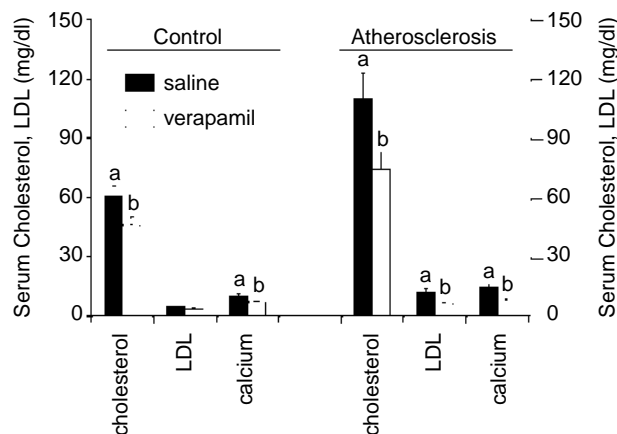 Serum Cholesterol, LDL (mg/dl)
150
120
90
60
30
0
Control
Atherosclerosis
saline
verapamil
a
b
a
b
a
b
a
b
a
b
cholesterol
LDL
calcium
cholesterol
LDL
calcium
150
120
90
60
30
0
Serum Cholesterol, LDL (mg/dl)